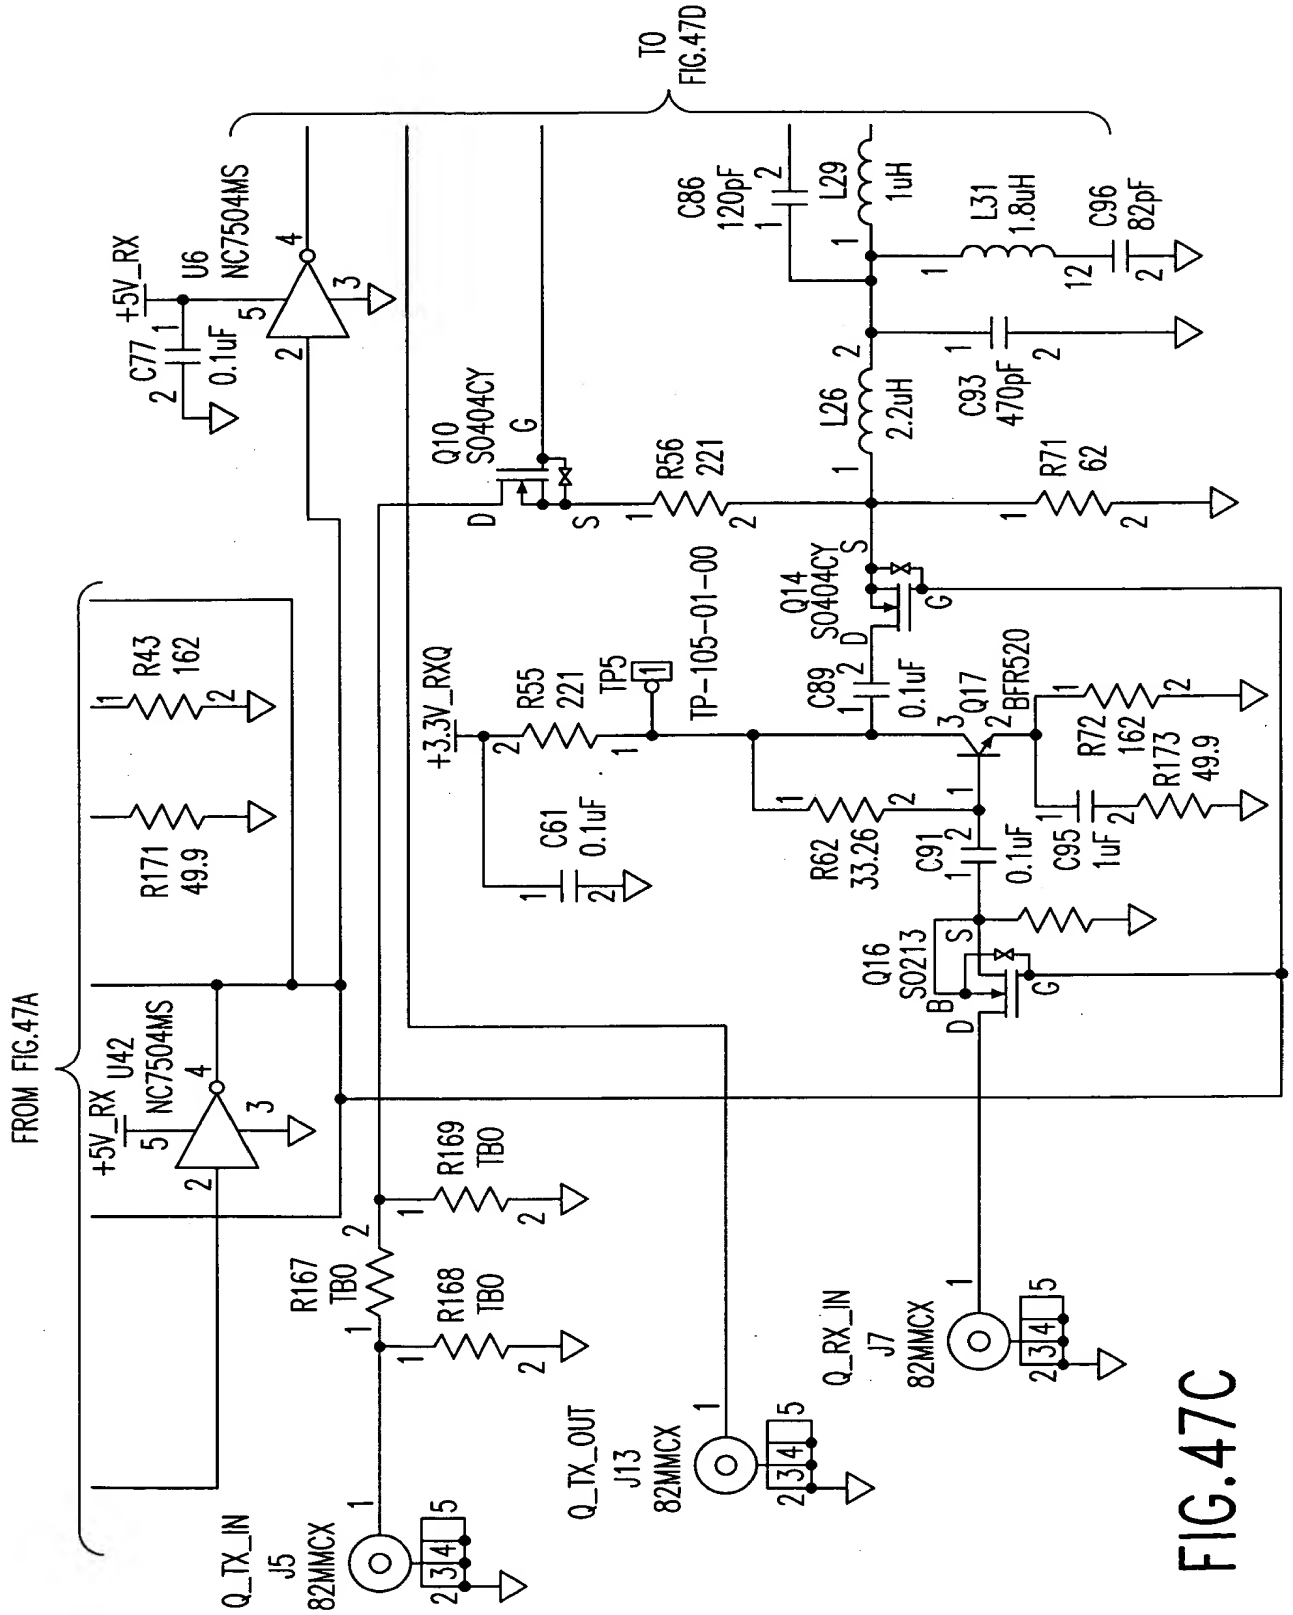 FROM FIG.47A
TO
FIG.47D
+5V_RX
U42
NC7504MS
5
4
2
3
R171
49.9
R43
162
1
2
+5V_RX
C77
0.1uF
1
2
U6
NC7504MS
5
4
2
3
Q_TX_IN
J5
82MMCX
1
2
3
4
5
R167
TBO
1
2
R168
TBO
1
2
R169
TBO
1
2
Q10
SO404CY
D
G
S
R56
221
1
2
Q_TX_OUT
J13
82MMCX
1
2
3
4
5
+3.3V_RXQ
C61
0.1uF
1
2
R55
221
2
1
TP5
1
TP-105-01-00
R62
33.26
1
2
C89
0.1uF
1
2
Q14
SO404CY
D
S
G
L26
2.2uH
1
2
C86
120pF
1
2
L29
1uH
1
L31
1.8uH
1
12
C96
82pF
2
C93
470pF
1
2
R71
62
1
2
Q_RX_IN
J7
82MMCX
1
2
3
4
5
Q16
SO213
B
D
S
G
C91
0.1uF
1
2
Q17
BFR520
3
1
2
C95
1uF
1
2
R72
162
1
2
R173
49.9
FIG.47C